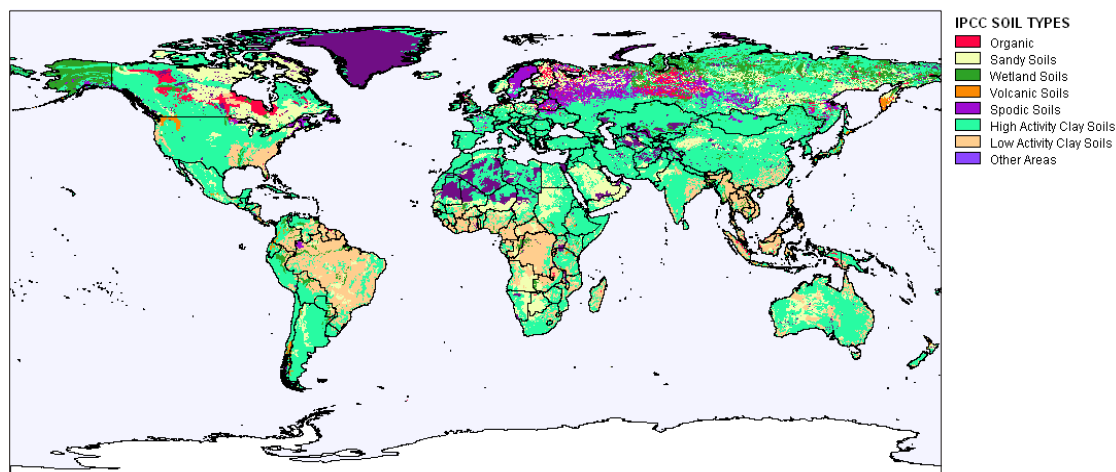 IPCC SOIL TYPES
Organic
Sandy Soils
Wetland Soils
Volcanic Soils
Spodic Soils
High Activity Clay Soils
Low Activity Clay Soils
Other Areas